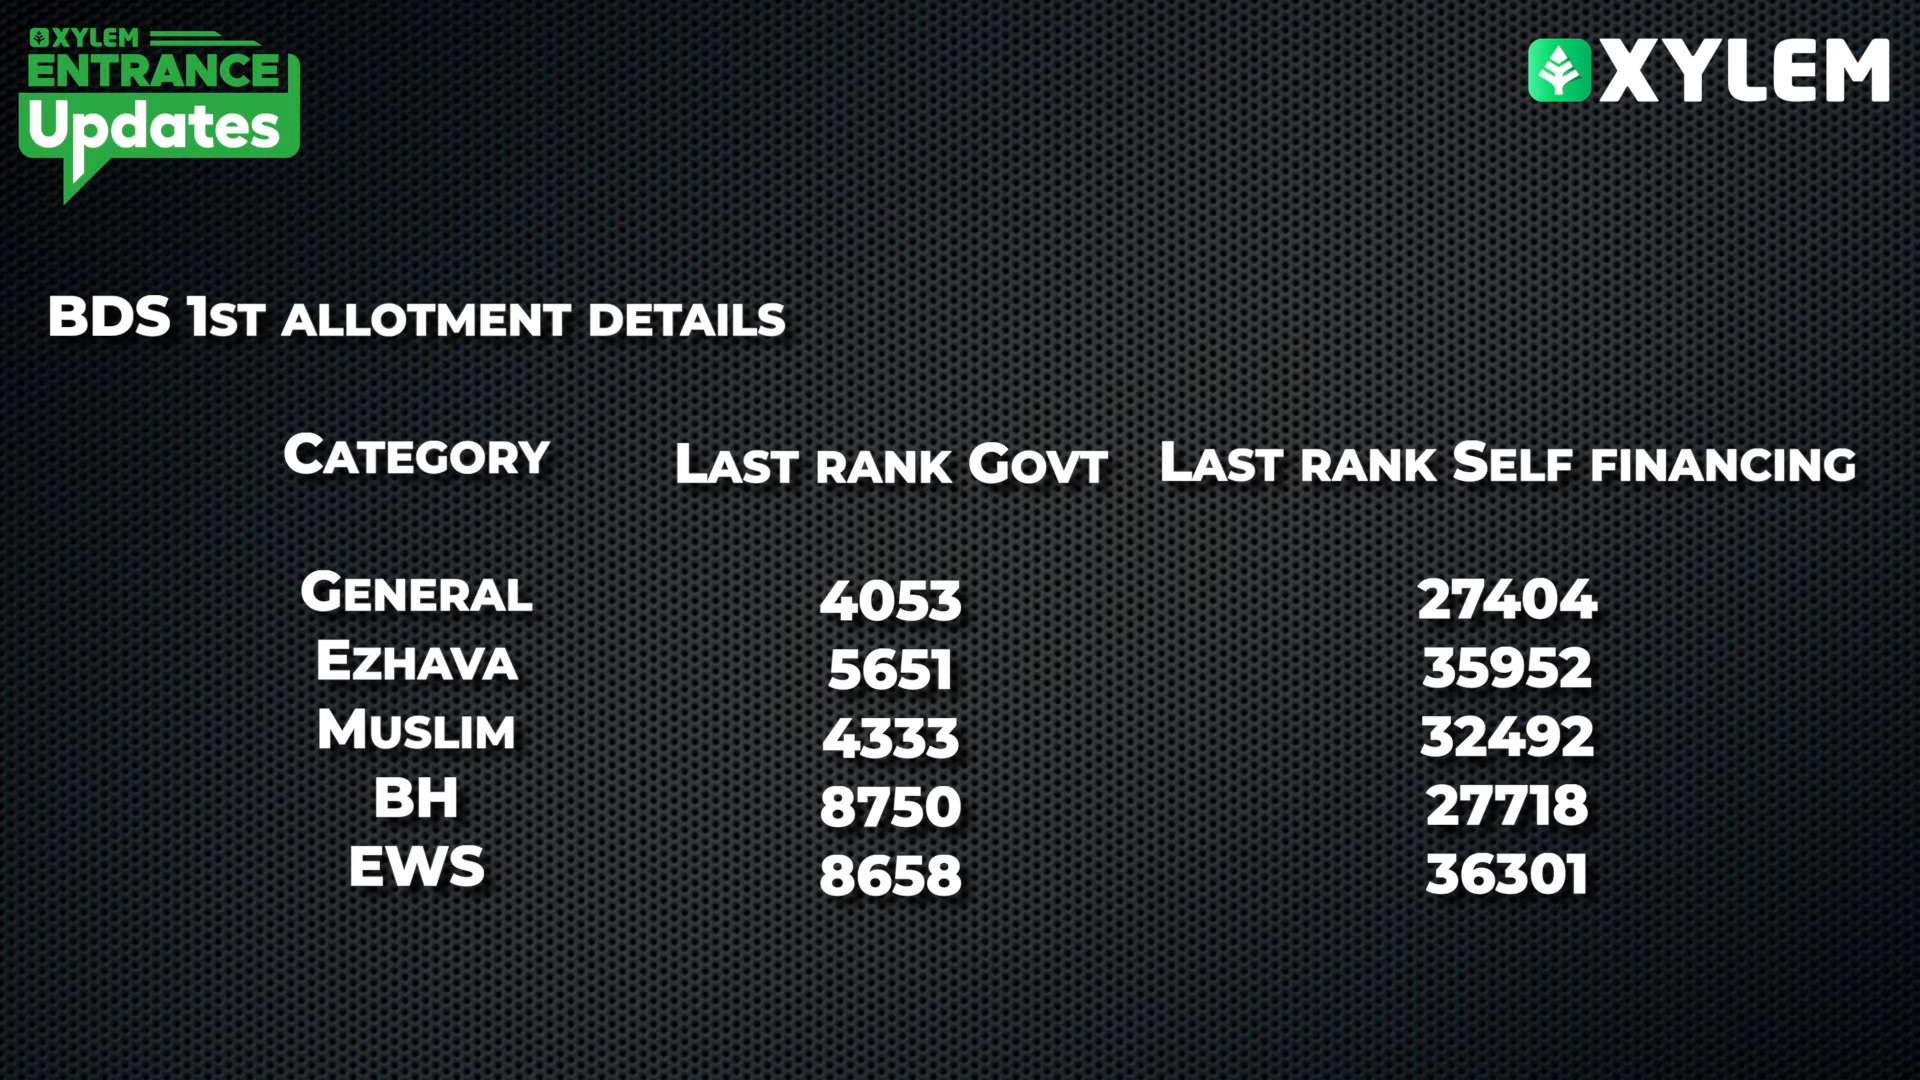 XYLEM
ENTRANCE
Updates
XYLEM
BDS 1ST ALLOTMENT DETAILS
CATEGORY LAST RANK GOVT LAST RANK SELF FINANCING
GENERAL 4053 27404
EZHAVA 5651 35952
MUSLIM 4333 32492
BH 8750 27718
EWS 8658 36301